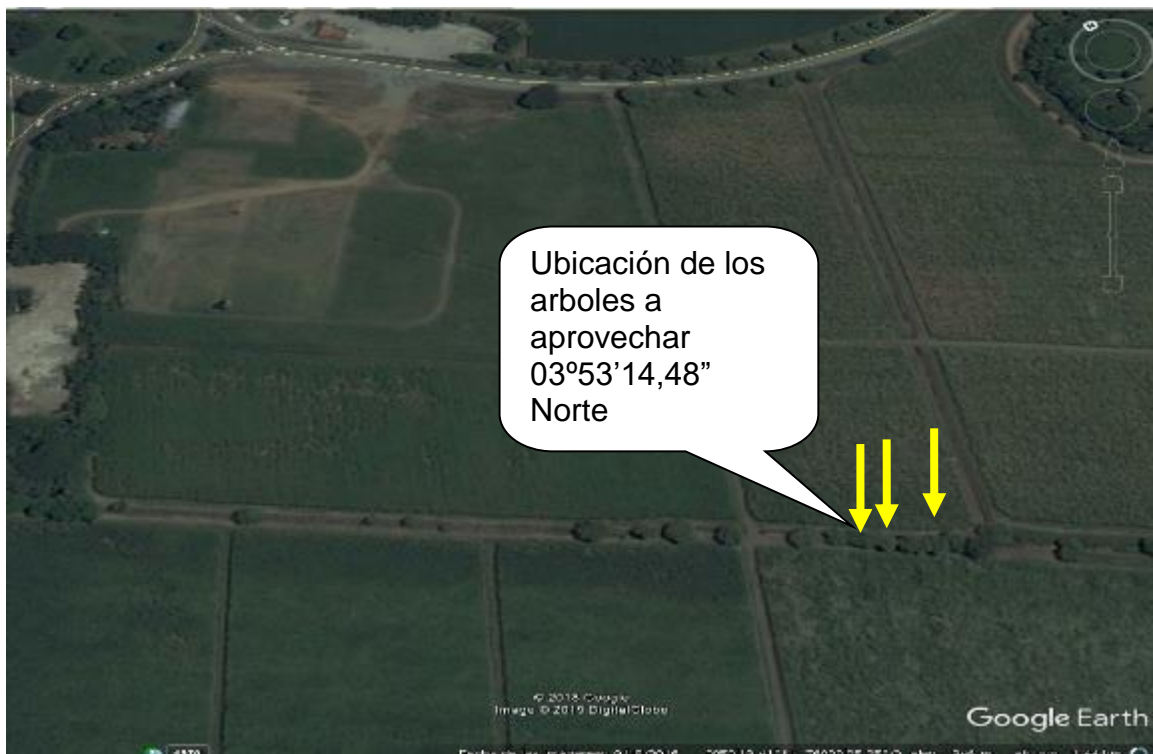 Ubicación de los
arboles a
aprovechar
03º53’14,48”
Norte
© 2018 Google
Image © 2019 DigitalGlobe
Google Earth